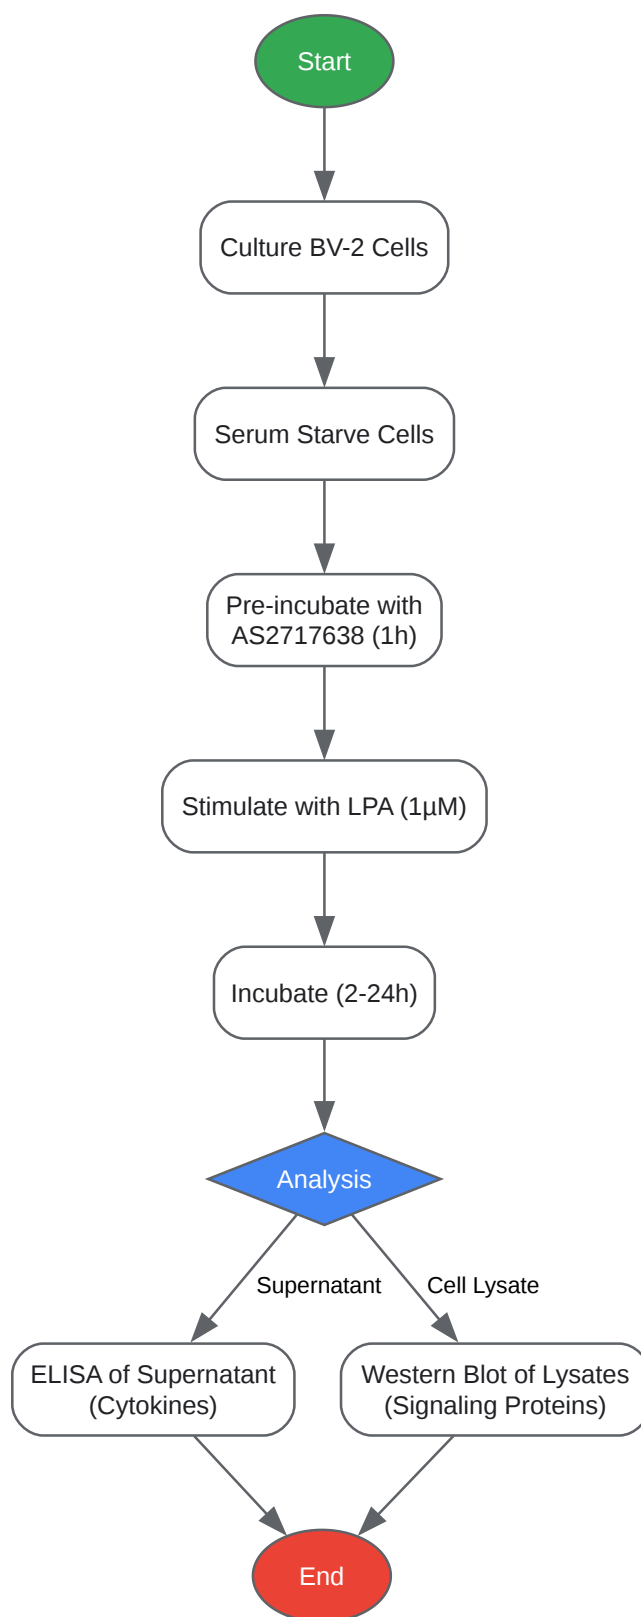 Start
Culture BV-2 Cells
Serum Starve Cells
Pre-incubate with
AS2717638 (1h)
Stimulate with LPA (1µM)
Incubate (2-24h)
Analysis
Supernatant
Cell Lysate
ELISA of Supernatant
(Cytokines)
Western Blot of Lysates
(Signaling Proteins)
End